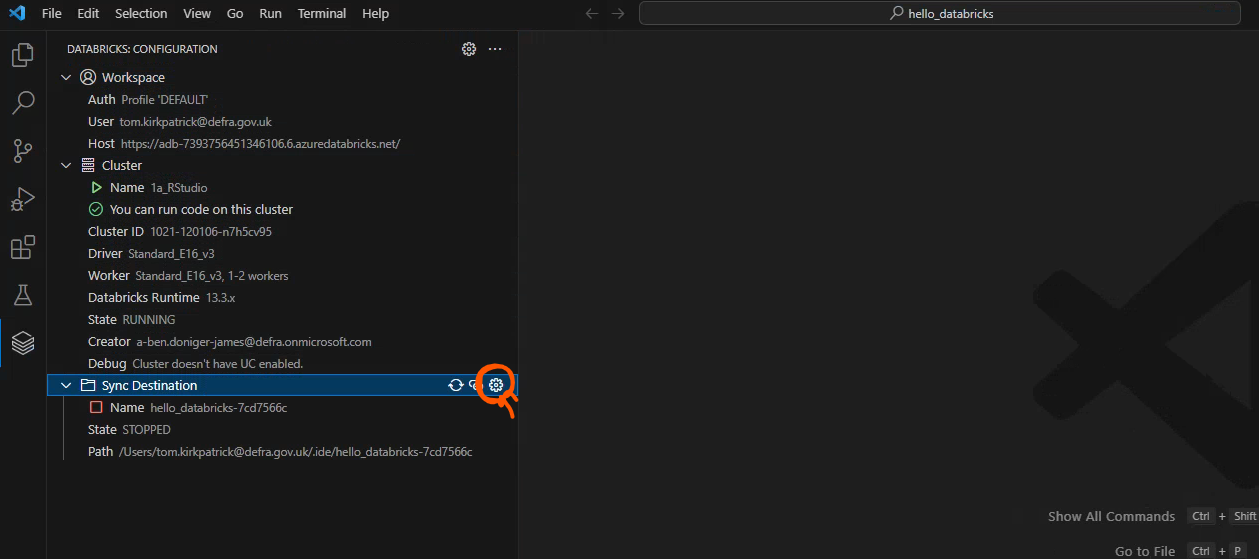 File Edit Selection View Go Run Terminal Help hello_databricks
DATABRICKS: CONFIGURATION
Workspace
Auth Profile 'DEFAULT'
User tom.kirkpatrick@defra.gov.uk
Host https://adb-7393756451346106.6.azuredatabricks.net/
Cluster
Name 1a_RStudio
You can run code on this cluster
Cluster ID 1021-120106-n7h5cv95
Driver Standard_E16_v3
Worker Standard_E16_v3, 1-2 workers
Databricks Runtime 13.3.x
State RUNNING
Creator a-ben.doniger-james@defra.onmicrosoft.com
Debug Cluster doesn't have UC enabled.
Sync Destination
Name hello_databricks-7cd7566c
State STOPPED
Path /Users/tom.kirkpatrick@defra.gov.uk/.ide/hello_databricks-7cd7566c
Show All Commands Ctrl + Shift
Go to File Ctrl + P